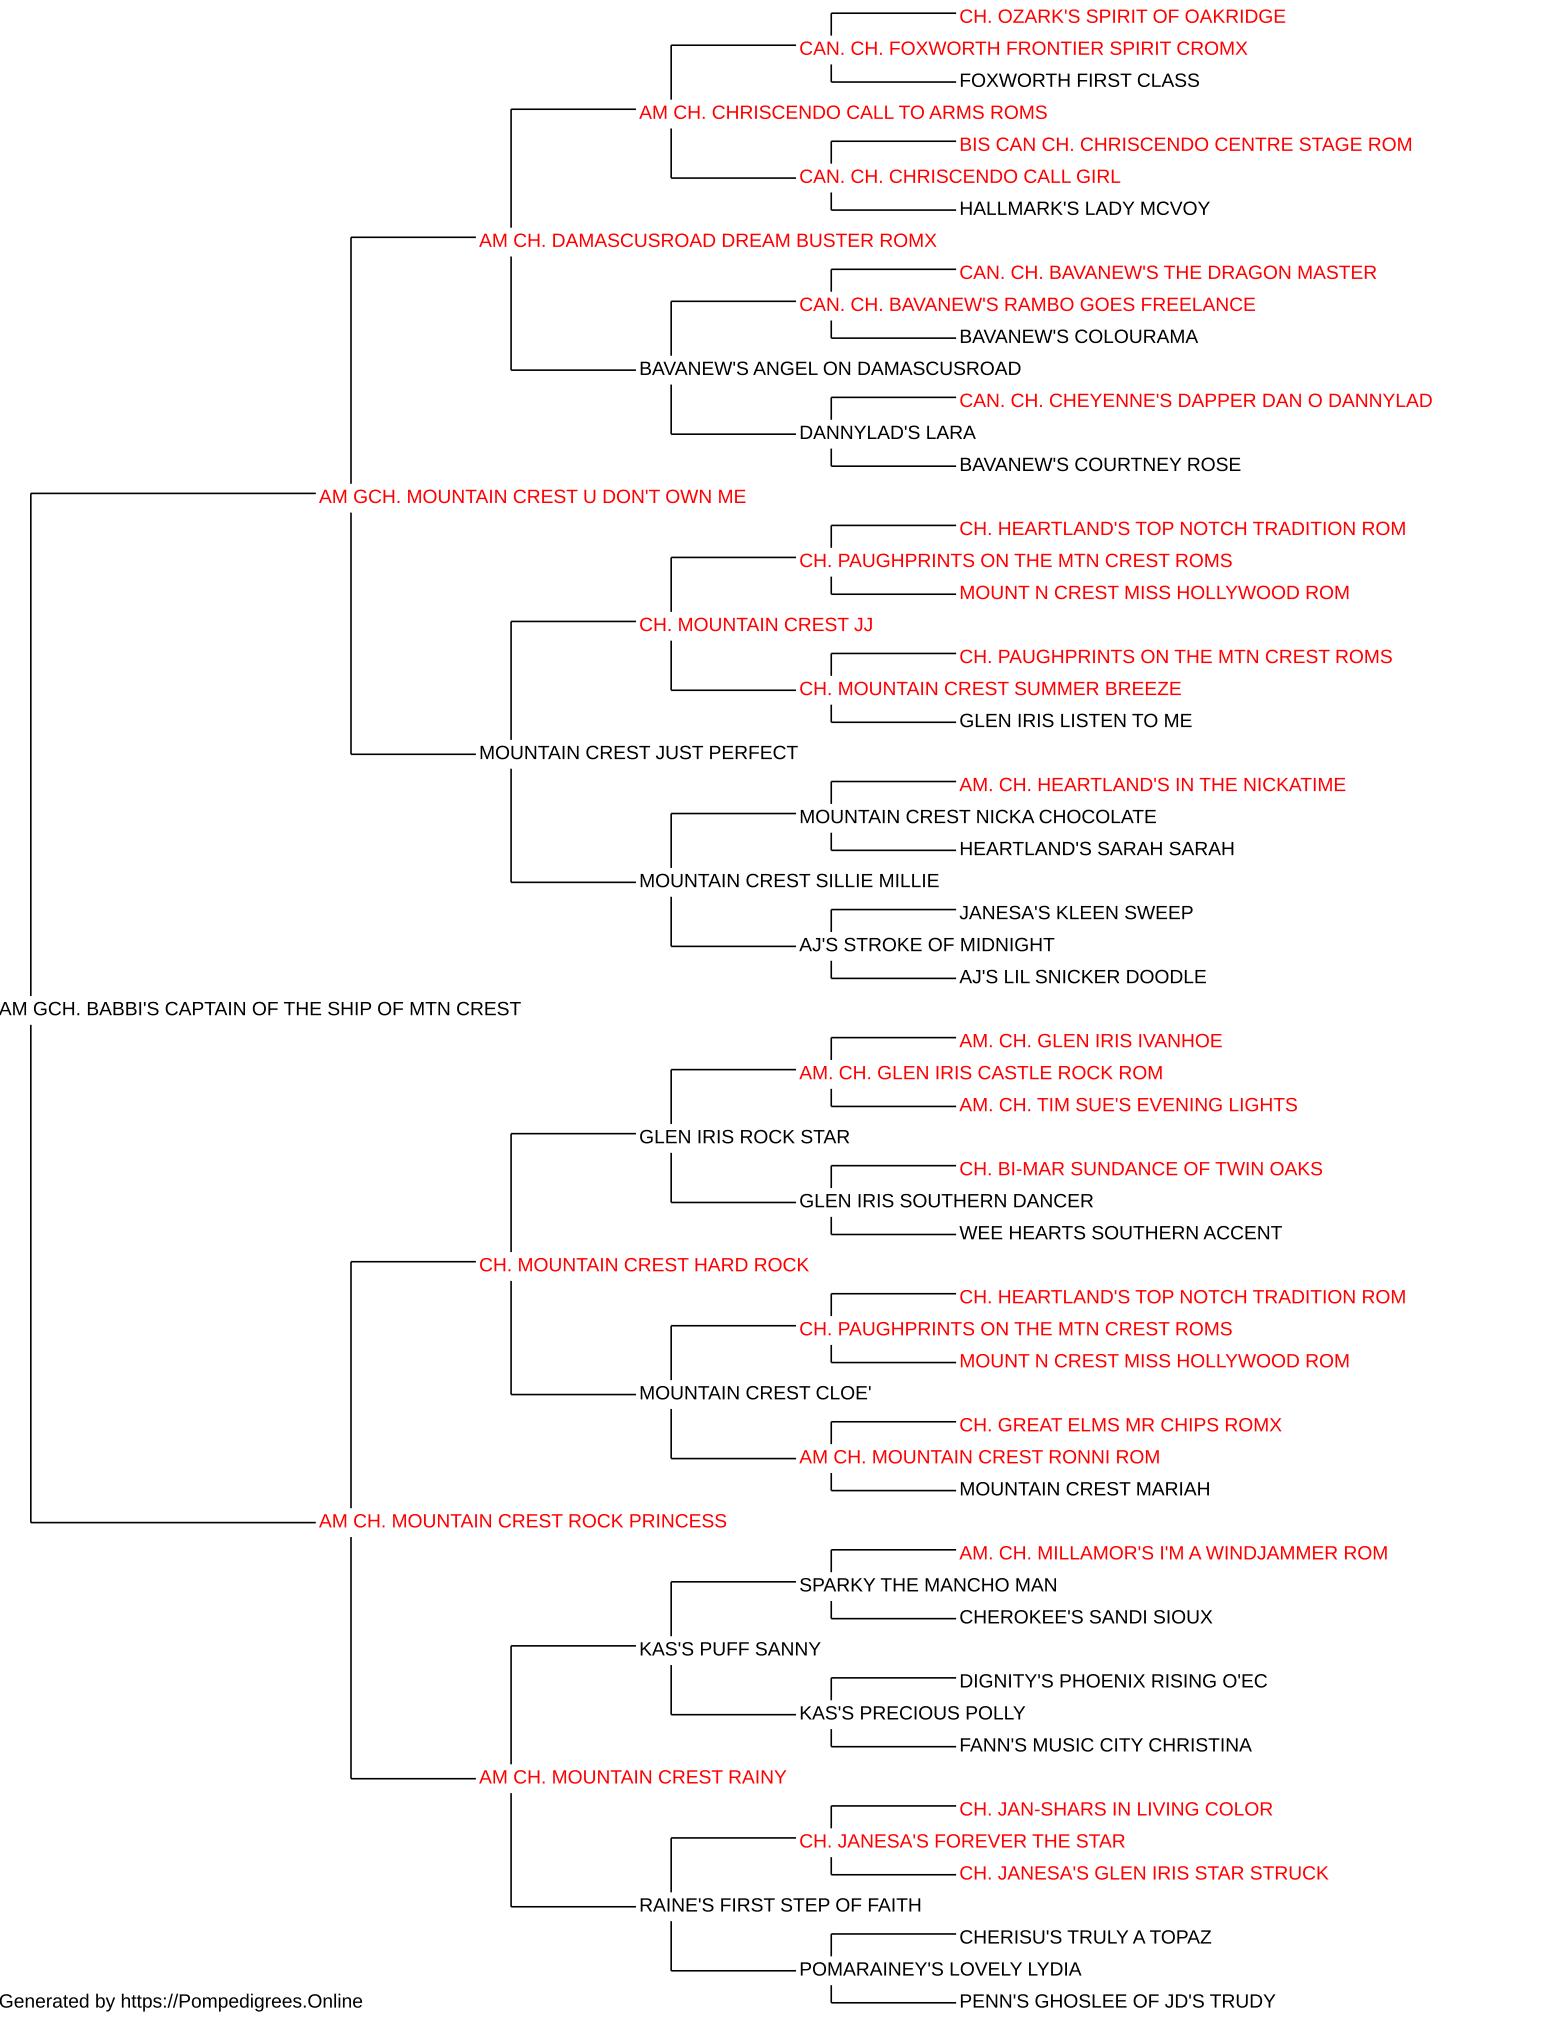 CH. OZARK'S SPIRIT OF OAKRIDGE
CAN. CH. FOXWORTH FRONTIER SPIRIT CROMX
FOXWORTH FIRST CLASS
AM CH. CHRISCENDO CALL TO ARMS ROMS
BIS CAN CH. CHRISCENDO CENTRE STAGE ROM
CAN. CH. CHRISCENDO CALL GIRL
HALLMARK'S LADY MCVOY
AM CH. DAMASCUSROAD DREAM BUSTER ROMX
CAN. CH. BAVANEW'S THE DRAGON MASTER
CAN. CH. BAVANEW'S RAMBO GOES FREELANCE
BAVANEW'S COLOURAMA
BAVANEW'S ANGEL ON DAMASCUSROAD
CAN. CH. CHEYENNE'S DAPPER DAN O DANNYLAD
DANNYLAD'S LARA
BAVANEW'S COURTNEY ROSE
AM GCH. MOUNTAIN CREST U DON'T OWN ME
CH. HEARTLAND'S TOP NOTCH TRADITION ROM
CH. PAUGHPRINTS ON THE MTN CREST ROMS
MOUNT N CREST MISS HOLLYWOOD ROM
CH. MOUNTAIN CREST JJ
CH. PAUGHPRINTS ON THE MTN CREST ROMS
CH. MOUNTAIN CREST SUMMER BREEZE
GLEN IRIS LISTEN TO ME
MOUNTAIN CREST JUST PERFECT
AM. CH. HEARTLAND'S IN THE NICKATIME
MOUNTAIN CREST NICKA CHOCOLATE
HEARTLAND'S SARAH SARAH
MOUNTAIN CREST SILLIE MILLIE
JANESA'S KLEEN SWEEP
AJ'S STROKE OF MIDNIGHT
AJ'S LIL SNICKER DOODLE
AM GCH. BABBI'S CAPTAIN OF THE SHIP OF MTN CREST
AM. CH. GLEN IRIS IVANHOE
AM. CH. GLEN IRIS CASTLE ROCK ROM
AM. CH. TIM SUE'S EVENING LIGHTS
GLEN IRIS ROCK STAR
CH. BI-MAR SUNDANCE OF TWIN OAKS
GLEN IRIS SOUTHERN DANCER
WEE HEARTS SOUTHERN ACCENT
CH. MOUNTAIN CREST HARD ROCK
CH. HEARTLAND'S TOP NOTCH TRADITION ROM
CH. PAUGHPRINTS ON THE MTN CREST ROMS
MOUNT N CREST MISS HOLLYWOOD ROM
MOUNTAIN CREST CLOE'
CH. GREAT ELMS MR CHIPS ROMX
AM CH. MOUNTAIN CREST RONNI ROM
MOUNTAIN CREST MARIAH
AM CH. MOUNTAIN CREST ROCK PRINCESS
AM. CH. MILLAMOR'S I'M A WINDJAMMER ROM
SPARKY THE MANCHO MAN
CHEROKEE'S SANDI SIOUX
KAS'S PUFF SANNY
DIGNITY'S PHOENIX RISING O'EC
KAS'S PRECIOUS POLLY
FANN'S MUSIC CITY CHRISTINA
AM CH. MOUNTAIN CREST RAINY
CH. JAN-SHARS IN LIVING COLOR
CH. JANESA'S FOREVER THE STAR
CH. JANESA'S GLEN IRIS STAR STRUCK
RAINE'S FIRST STEP OF FAITH
CHERISU'S TRULY A TOPAZ
POMARAINEY'S LOVELY LYDIA
PENN'S GHOSLEE OF JD'S TRUDY
Generated by https://Pompedigrees.Online